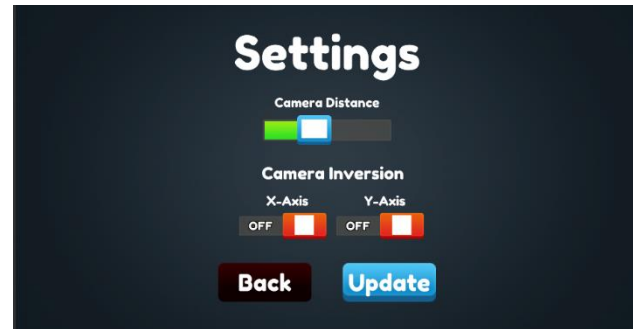 Settings
Camera Distance
Camera Inversion
X-Axis Y-Axis
OFF OFF
Back Update